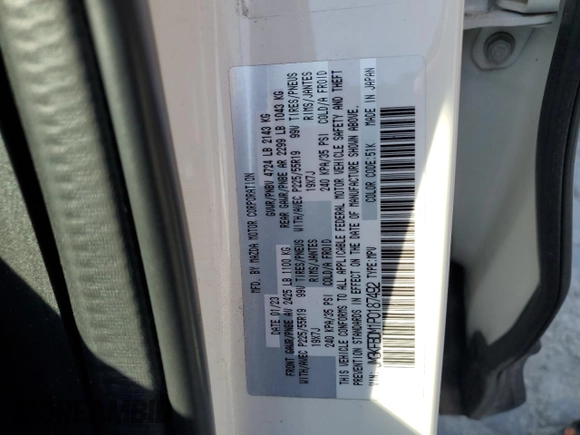 MFD. BY MAZDA MOTOR CORPORATION
DATE 01/23 GVWR/PNBV 4724 LB 2143 KG
FRONT GAWR/PNBE AV 2425 LB 1100 KG REAR GAWR/PNBE AR 2299 LB 1043 KG
WITH/AVEC P225/55R19 99V TIRES/PNEUS WITH/AVEC P225/55R19 99V TIRES/PNEUS
19X7J RIMS/JANTES 19X7J RIMS/JANTES
240 KPA/35 PSI COLD/A FROID 240 KPA/35 PSI COLD/A FROID
THIS VEHICLE CONFORMS TO ALL APPLICABLE FEDERAL MOTOR VEHICLE SAFETY AND THEFT
PREVENTION STANDARDS IN EFFECT ON THE DATE OF MANUFACTURE SHOWN ABOVE.
VIN: JM3KFBDM1P0187492 TYPE:MPV COLOR CODE:51K MADE IN JAPAN